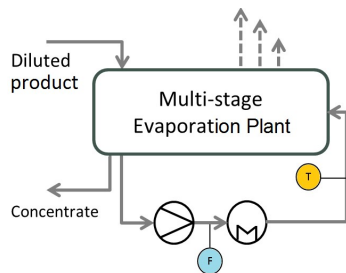 Diluted
product
Multi-stage
Evaporation Plant
T
Concentrate
F